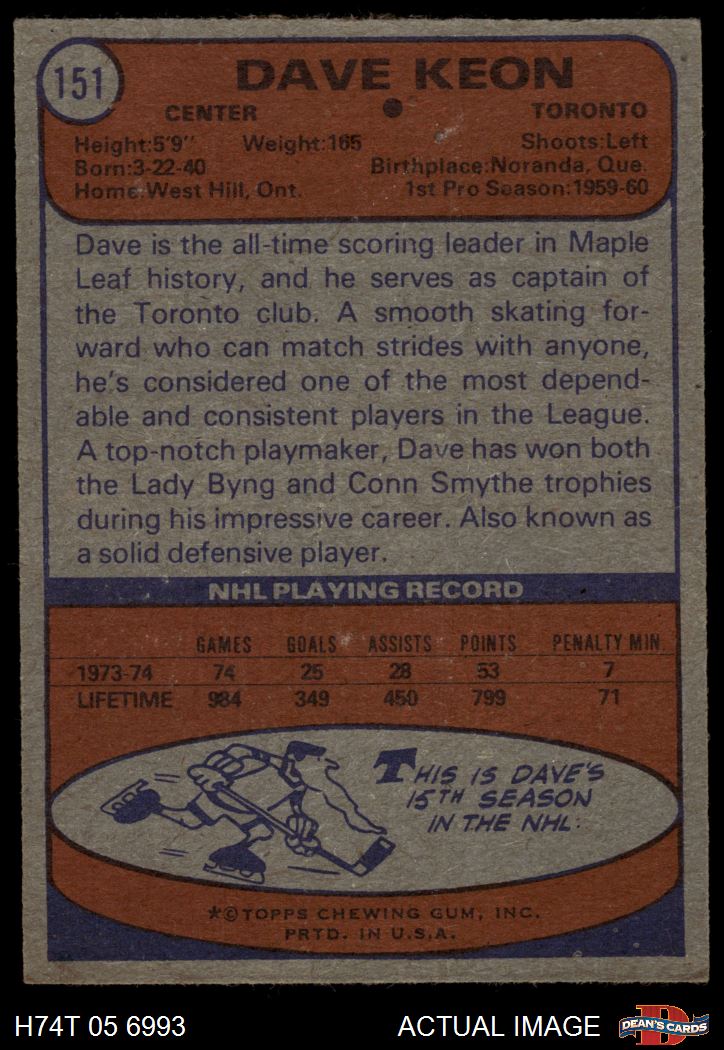 151
DAVE KEON
CENTER
TORONTO
Height:5'9" Weight:165 Shoots:Left
Born:3-22-40 Birthplace:Noranda, Que.
Home:West Hill, Ont. 1st Pro Season:1959-60
Dave is the all-time scoring leader in Maple
Leaf history, and he serves as captain of
the Toronto club. A smooth skating for-
ward who can match strides with anyone,
he's considered one of the most depend-
able and consistent players in the League.
A top-notch playmaker, Dave has won both
the Lady Byng and Conn Smythe trophies
during his impressive career. Also known as
a solid defensive player.
NHL PLAYING RECORD
GAMES GOALS ASSISTS POINTS PENALTY MIN.
1973-74 74 25 28 53 7
LIFETIME 984 349 450 799 71
THIS IS DAVE'S
15TH SEASON
IN THE NHL.
*©TOPPS CHEWING GUM, INC.
PRTD. IN U.S.A.
H74T 05 6993
ACTUAL IMAGE
D
DEAN'S CARDS